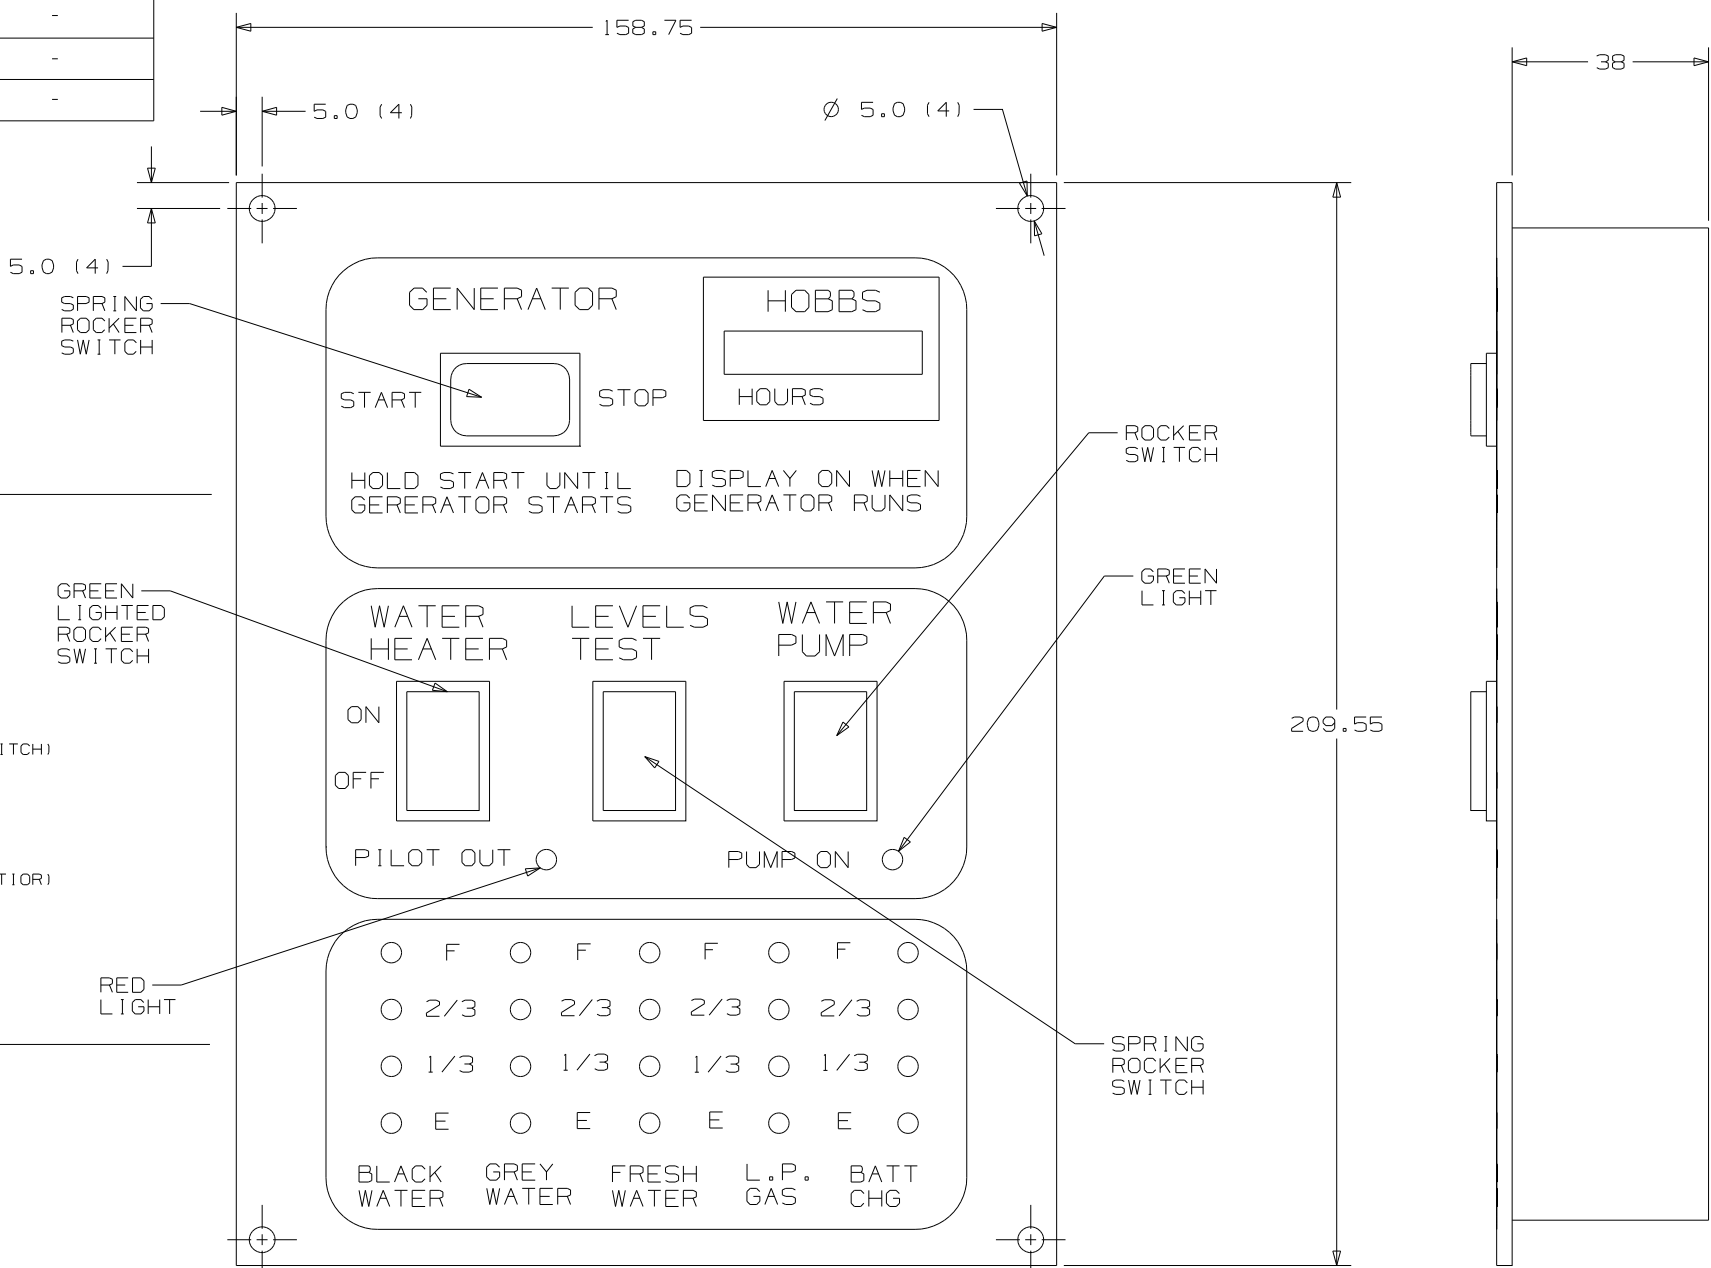 -
-
-
158.75
38
5.0 (4)
Ø 5.0 (4)
5.0 (4)
SPRING
ROCKER
SWITCH
GENERATOR
HOBBS
START
STOP
HOURS
HOLD START UNTIL
GERERATOR STARTS
DISPLAY ON WHEN
GENERATOR RUNS
ROCKER
SWITCH
GREEN
LIGHT
GREEN
LIGHTED
ROCKER
SWITCH
WATER
HEATER
LEVELS
TEST
WATER
PUMP
ON
OFF
209.55
ITCH)
PILOT OUT
PUMP ON
TIOR)
RED
LIGHT
F F F F
2/3 2/3 2/3 2/3
1/3 1/3 1/3 1/3
E E E E
SPRING
ROCKER
SWITCH
BLACK
WATER
GREY
WATER
FRESH
WATER
L.P.
GAS
BATT
CHG